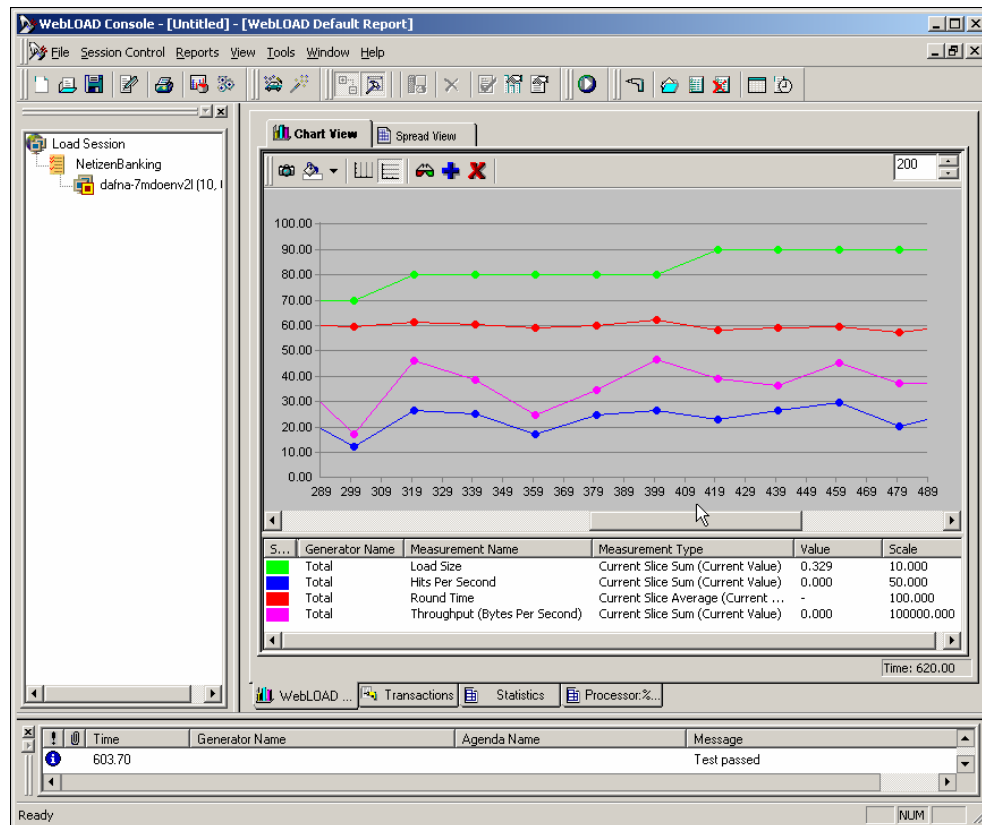 WebLOAD Console - [Untitled] - [WebLOAD Default Report]
File Session Control Reports View Tools Window Help
Load Session
NetizenBanking
dafna-7mdoenv2l (10,
Chart View Spread View
200
100.00
90.00
80.00
70.00
60.00
50.00
40.00
30.00
20.00
10.00
0.00
289 299 309 319 329 339 349 359 369 379 389 399 409 419 429 439 449 459 469 479 489
S... Generator Name Measurement Name Measurement Type Value Scale
Total Load Size Current Slice Sum (Current Value) 0.329 10.000
Total Hits Per Second Current Slice Sum (Current Value) 0.000 50.000
Total Round Time Current Slice Average (Current ... - 100.000
Total Throughput (Bytes Per Second) Current Slice Sum (Current Value) 0.000 100000.000
Time: 620.00
WebLOAD ... Transactions Statistics Processor:%...
! Time Generator Name Agenda Name Message
603.70 Test passed
Ready NUM